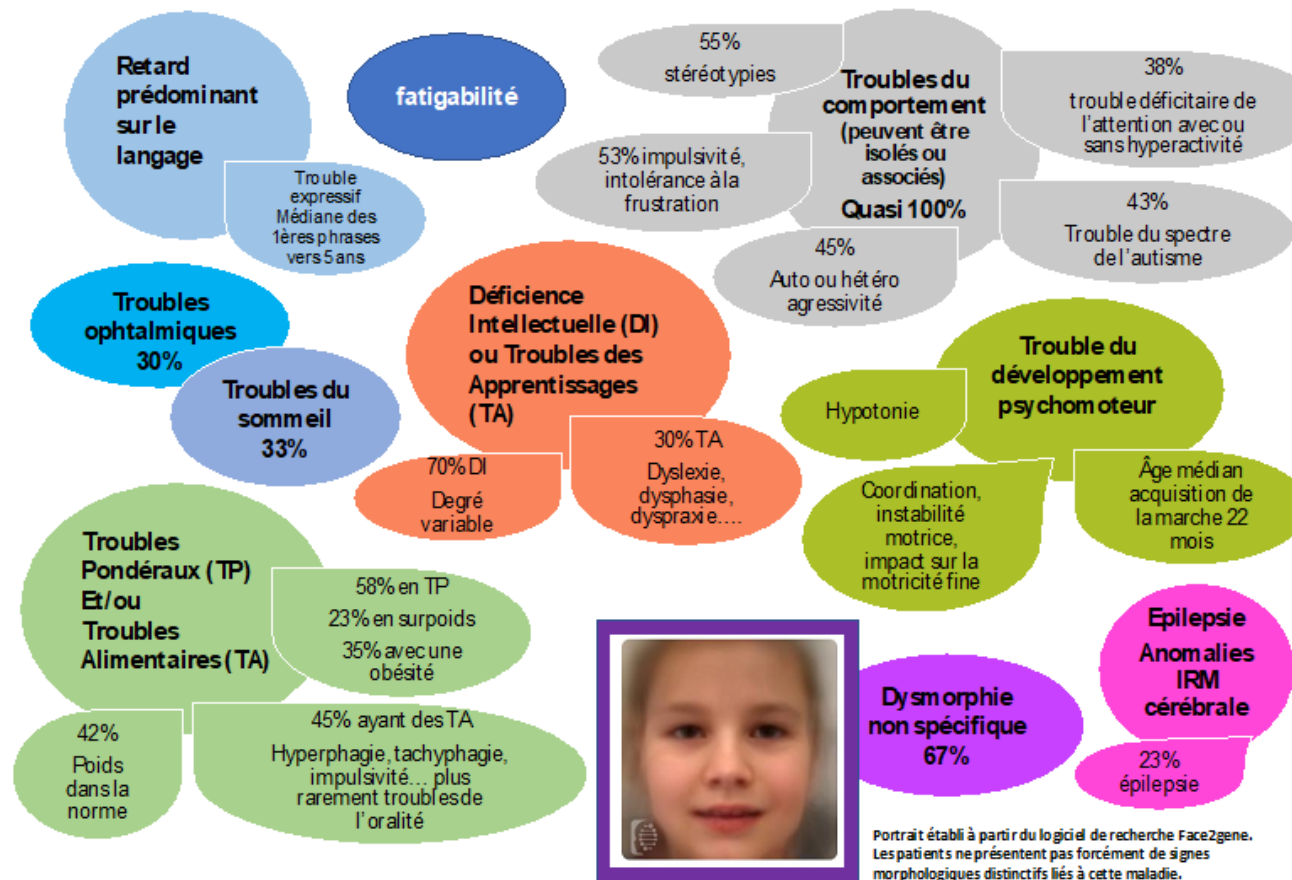 Retard
prédominant
sur le
langage
Trouble
expressif
Médiane des
1ères phrases
vers 5 ans
fatigabilité
55%
stéréotypies
Troubles du
comportement
(peuvent être
isolés ou
associés)
Quasi 100%
38%
trouble déficitaire de
l'attention avec ou
sans hyperactivité
53% impulsivité,
intolérance à la
frustration
43%
Trouble du spectre
de l'autisme
45%
Auto ou hétéro
agressivité
Troubles
ophtalmiques
30%
Troubles du
sommeil
33%
Déficience
Intellectuelle (DI)
ou Troubles des
Apprentissages
(TA)
70% DI
Degré
variable
30% TA
Dyslexie,
dysphasie,
dyspraxie….
Trouble du
développement
psychomoteur
Hypotonie
Coordination,
instabilité
motrice,
impact sur la
motricité fine
Âge médian
acquisition de
la marche 22
mois
Troubles
Pondéraux (TP)
Et/ou
Troubles
Alimentaires (TA)
58% en TP
23% en surpoids
35% avec une
obésité
42%
Poids
dans la
norme
45% ayant des TA
Hyperphagie, tachyphagie,
impulsivité… plus
rarement troubles de
l'oralité
Dysmorphie
non spécifique
67%
Epilepsie
Anomalies
IRM
cérébrale
23%
épilepsie
Portrait établi à partir du logiciel de recherche Face2gene.
Les patients ne présentent pas forcément de signes
morphologiques distinctifs liés à cette maladie.